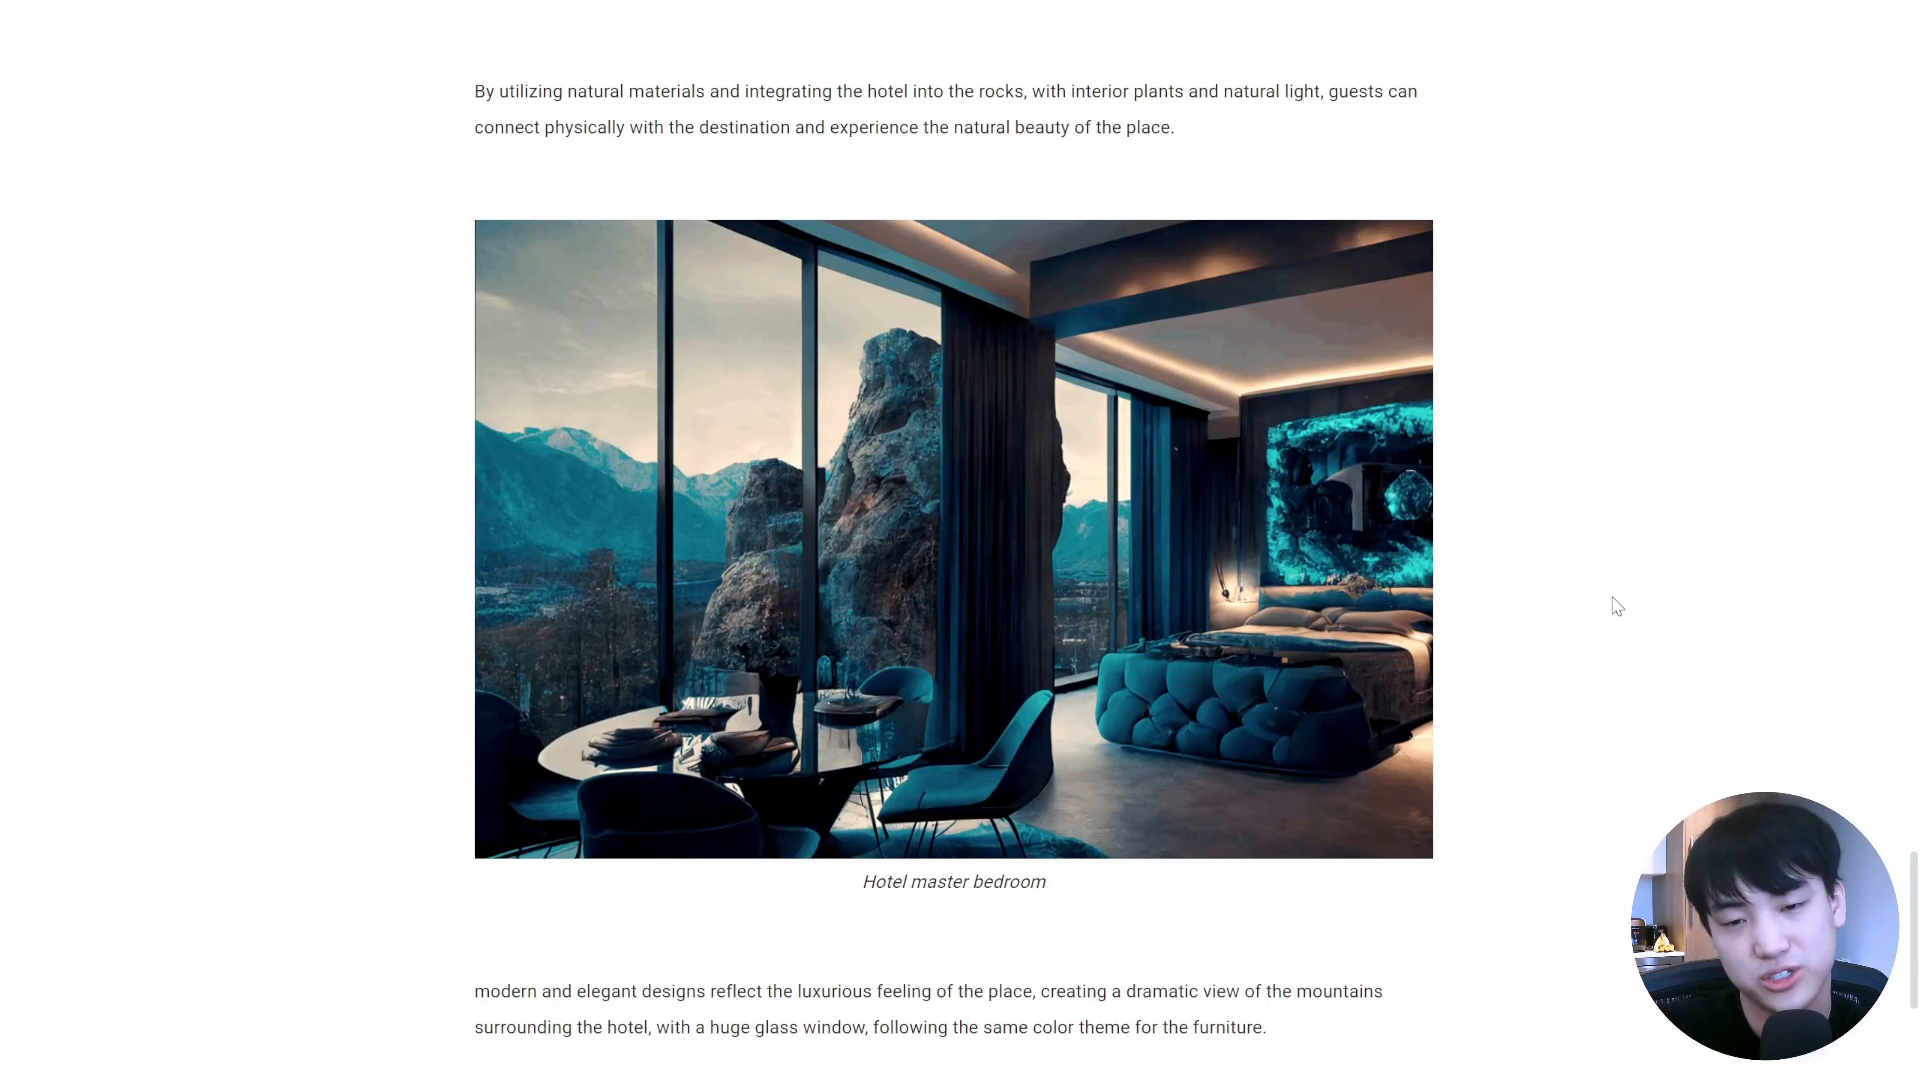 By utilizing natural materials and integrating the hotel into the rocks, with interior plants and natural light, guests can
connect physically with the destination and experience the natural beauty of the place.
Hotel master bedroom
modern and elegant designs reflect the luxurious feeling of the place, creating a dramatic view of the mountains
surrounding the hotel, with a huge glass window, following the same color theme for the furniture.